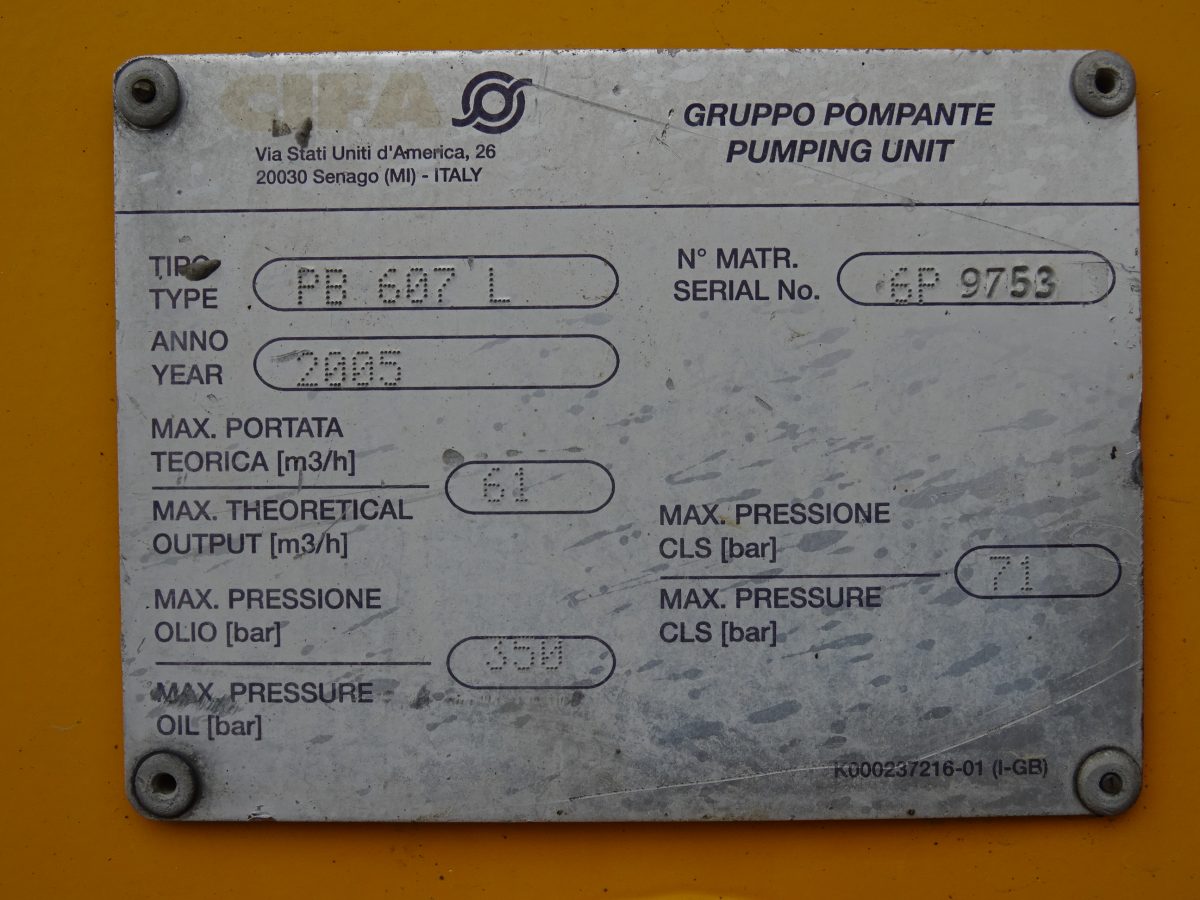 CIFA
Via Stati Uniti d'America, 26
20030 Senago (MI) - ITALY
GRUPPO POMPANTE
PUMPING UNIT
TIPO
TYPE
PB 607 L
N° MATR.
SERIAL No.
6P 9753
ANNO
YEAR
2005
MAX. PORTATA
TEORICA [m3/h]
MAX. THEORETICAL
OUTPUT [m3/h]
61
MAX. PRESSIONE
CLS [bar]
MAX. PRESSURE
CLS [bar]
71
MAX. PRESSIONE
OLIO [bar]
MAX. PRESSURE
OIL [bar]
350
K000237216-01 (I-GB)